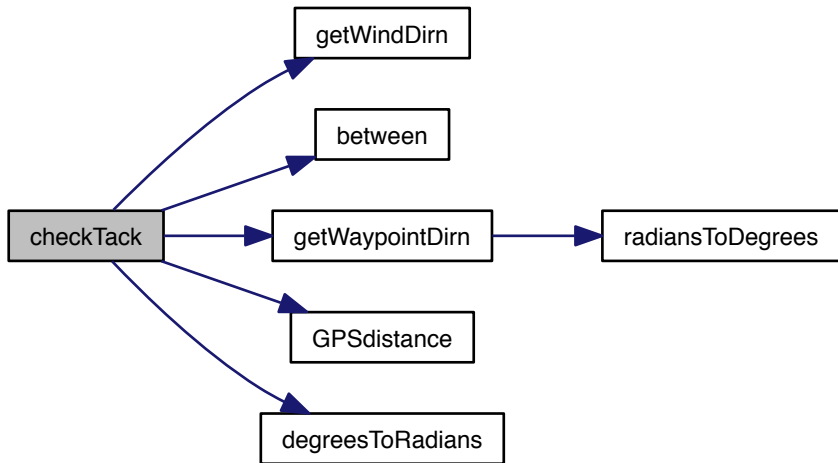 getWindDirn
between
checkTack
getWaypointDirn
radiansToDegrees
GPSdistance
degreesToRadians